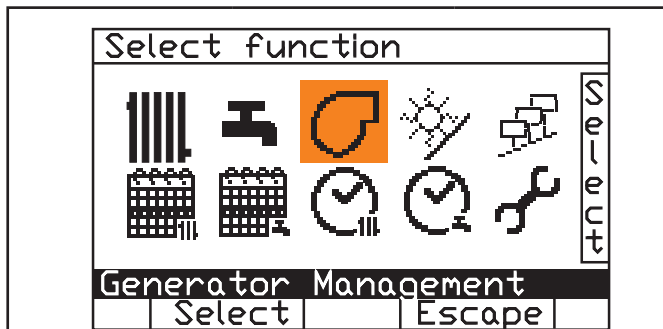 Select function
Select
Generator Management
Select Escape